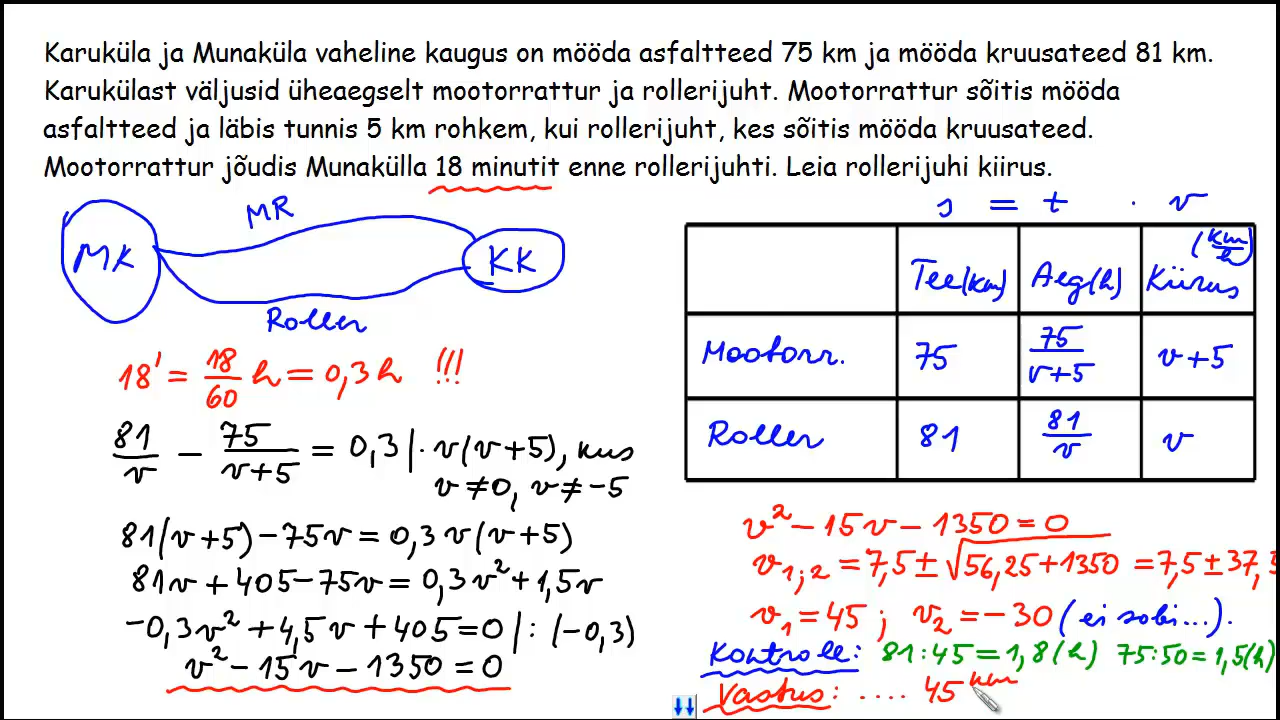 Karuküla ja Munaküla vaheline kaugus on mööda asfaltteed 75 km ja mööda kruusateed 81 km.
Karukülast väljusid üheaegselt mootorrattur ja rollerijuht. Mootorrattur sõitis mööda
asfaltteed ja läbis tunnis 5 km rohkem, kui rollerijuht, kes sõitis mööda kruusateed.
Mootorrattur jõudis Munakülla 18 minutit enne rollerijuhti. Leia rollerijuhi kiirus.
MR
MK
KK
Roller
18' = 18/60 h = 0,3 h !!!
81/v − 75/(v+5) = 0,3 | · v(v+5), kus
v ≠ 0, v ≠ −5
81(v+5) − 75v = 0,3 v(v+5)
81v + 405 − 75v = 0,3v² + 1,5v
−0,3v² + 4,5v + 405 = 0 | : (−0,3)
v² − 15v − 1350 = 0
s = t · v
Tee (km) Aeg (h) Kiirus (km/h)
Mootorr. 75 75/(v+5) v+5
Roller 81 81/v v
v² − 15v − 1350 = 0
v₁;₂ = 7,5 ± √56,25 + 1350 = 7,5 ± 37,5
v₁ = 45 ; v₂ = −30 (ei sobi...).
Kontroll: 81 : 45 = 1,8 (h) 75 : 50 = 1,5 (h)
Vastus: .... 45 km